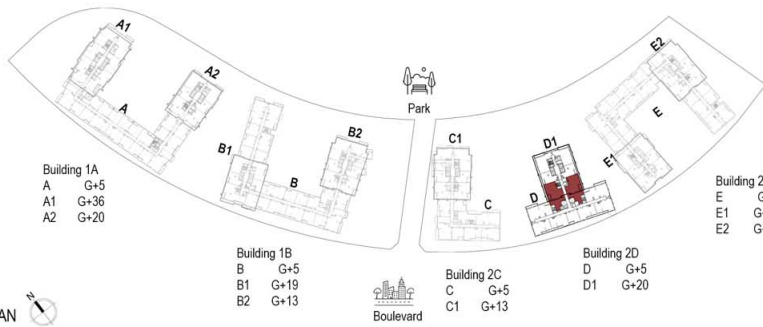 A1
A2
A
Building 1A
A G+5
A1 G+36
A2 G+20
B1
B
B2
Building 1B
B G+5
B1 G+19
B2 G+13
Park
Boulevard
C1
C
Building 2C
C G+5
C1 G+13
D1
D
Building 2D
D G+5
D1 G+20
E2
E
E1
Building 2
E G
E1 G
E2 G
AN
N